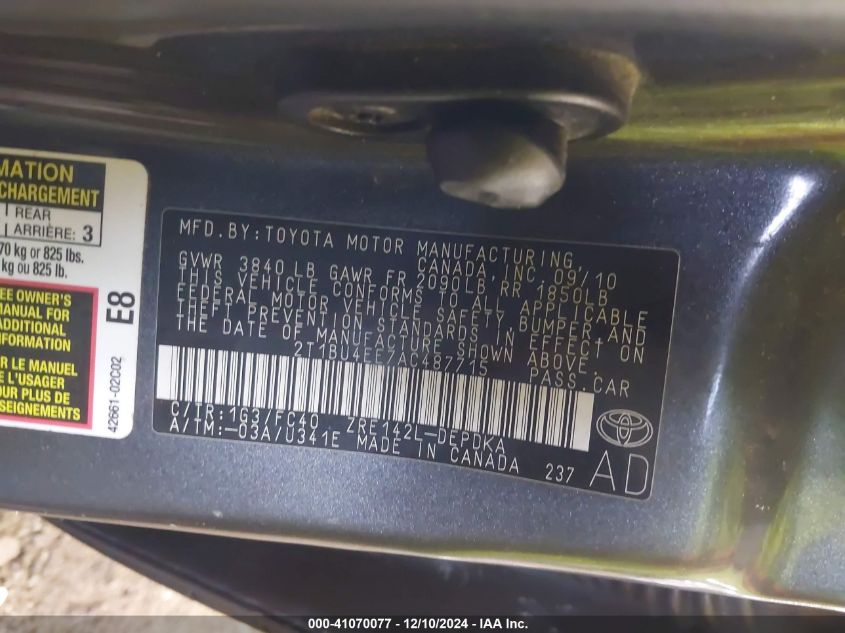 MATION
CHARGEMENT
REAR
ARRIÈRE: 3
70 kg or 825 lbs.
kg ou 825 lb.
EE OWNER'S
MANUAL FOR
ADDITIONAL
INFORMATION
R LE MANUEL
E L'USAGER
POUR PLUS DE
SEIGNEMENTS
E8
42661-02C02
MFD. BY: TOYOTA MOTOR MANUFACTURING
CANADA, INC. 09/10
GVWR 3840 LB GAWR FR 2090LB, RR 1850LB
THIS VEHICLE CONFORMS TO ALL APPLICABLE
FEDERAL MOTOR VEHICLE SAFETY, BUMPER, AND
THEFT PREVENTION STANDARDS IN EFFECT ON
THE DATE OF MANUFACTURE SHOWN ABOVE.
2T1BU4EE7AC487715 PASS.CAR
C/TR: 1G3/FC40 ZRE142L-DEPDKA
A/TM: -03A/U341E MADE IN CANADA 237
AD
000-41070077 - 12/10/2024 - IAA Inc.